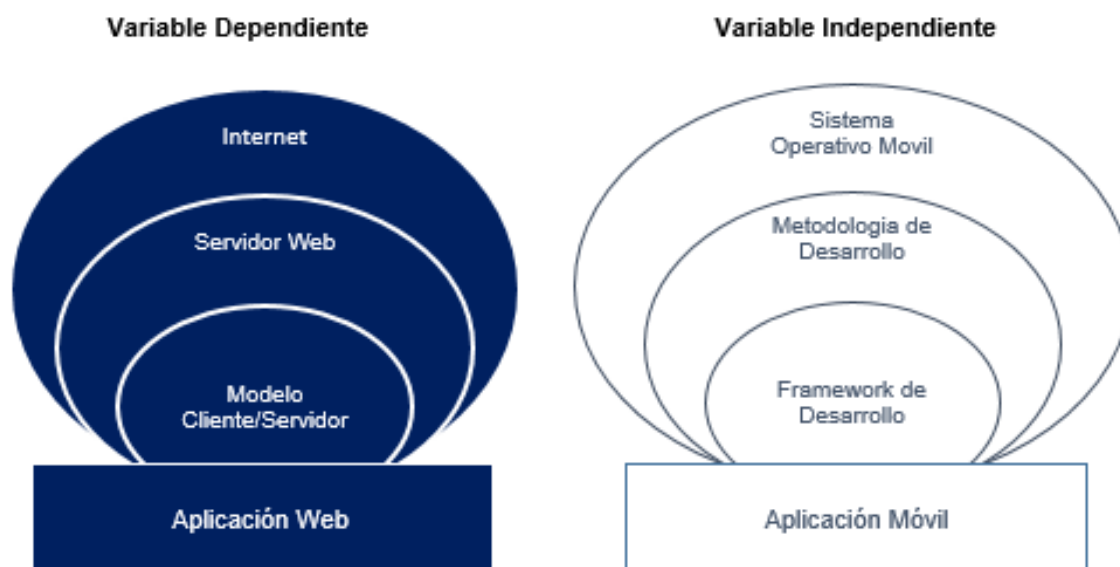 Variable Dependiente
Internet
Servidor Web
Modelo
Cliente/Servidor
Aplicación Web
Variable Independiente
Sistema
Operativo Movil
Metodologia de
Desarrollo
Framework de
Desarrollo
Aplicación Móvil